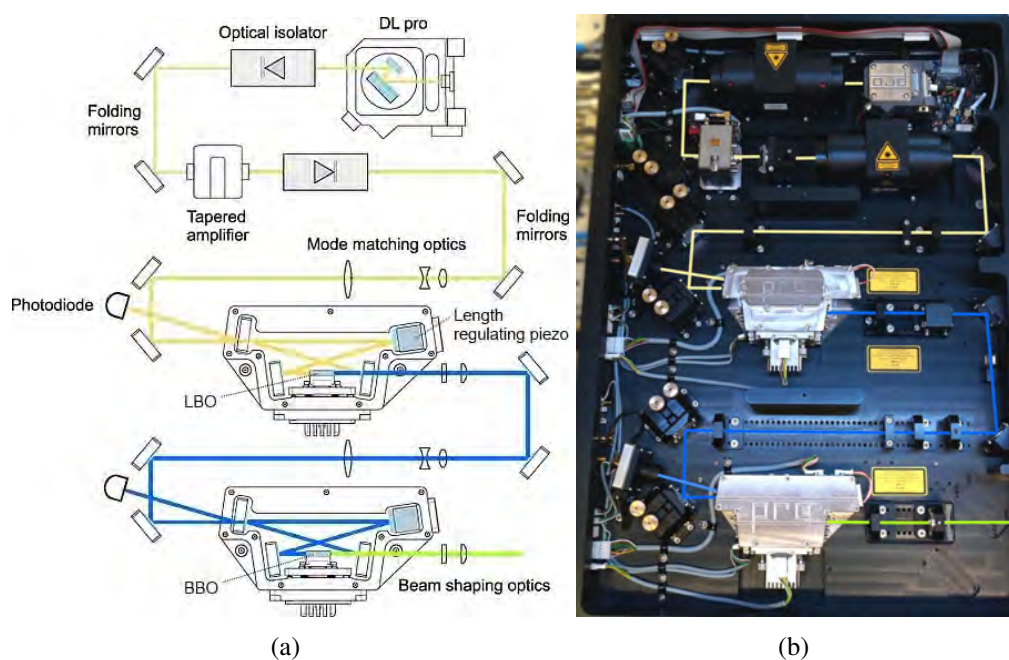 Optical isolator
DL pro
Folding
mirrors
Tapered
amplifier
Folding
mirrors
Mode matching optics
Photodiode
Length
regulating piezo
LBO
BBO
Beam shaping optics
(a)
(b)